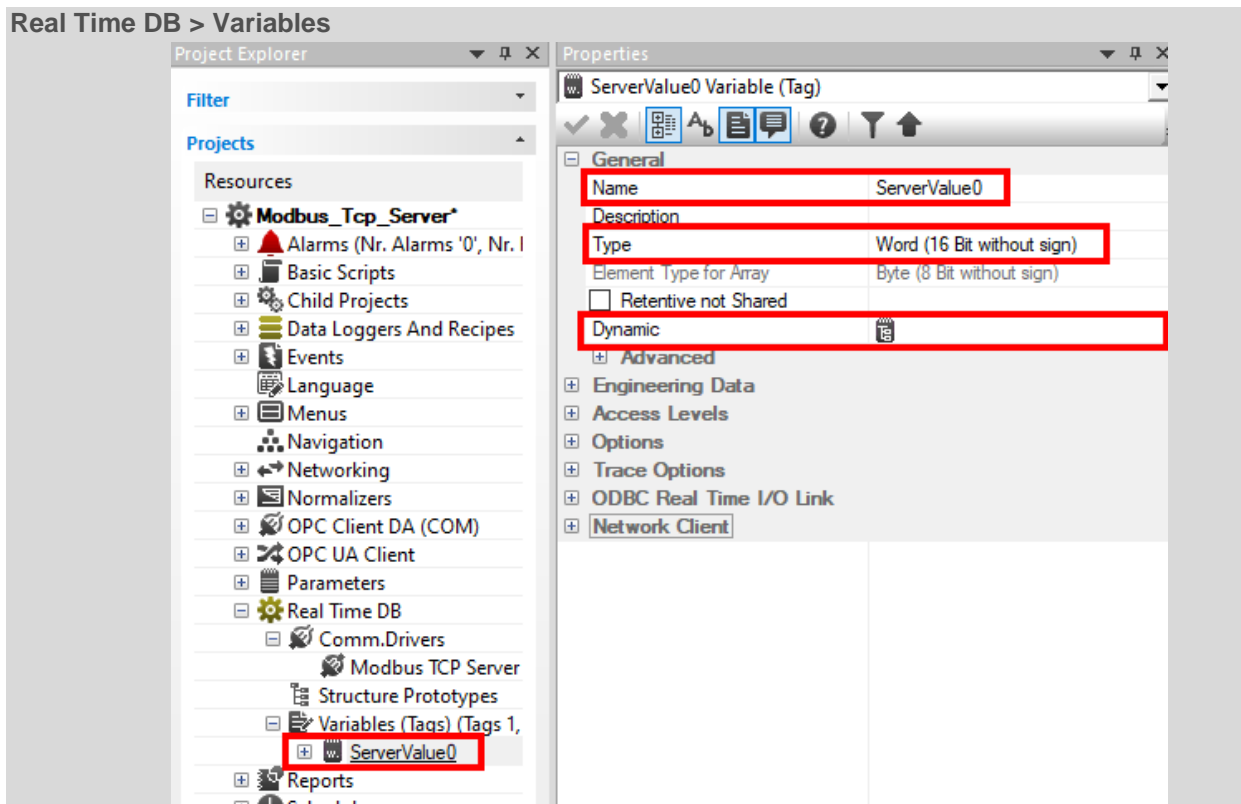 Real Time DB > Variables
Project Explorer
Filter
Projects
Resources
Modbus_Tcp_Server*
Alarms (Nr. Alarms '0', Nr. I
Basic Scripts
Child Projects
Data Loggers And Recipes
Events
Language
Menus
Navigation
Networking
Normalizers
OPC Client DA (COM)
OPC UA Client
Parameters
Real Time DB
Comm.Drivers
Modbus TCP Server
Structure Prototypes
Variables (Tags) (Tags 1,
ServerValue0
Reports
Properties
ServerValue0 Variable (Tag)
General
Name ServerValue0
Description
Type Word (16 Bit without sign)
Element Type for Array Byte (8 Bit without sign)
Retentive not Shared
Dynamic
Advanced
Engineering Data
Access Levels
Options
Trace Options
ODBC Real Time I/O Link
Network Client